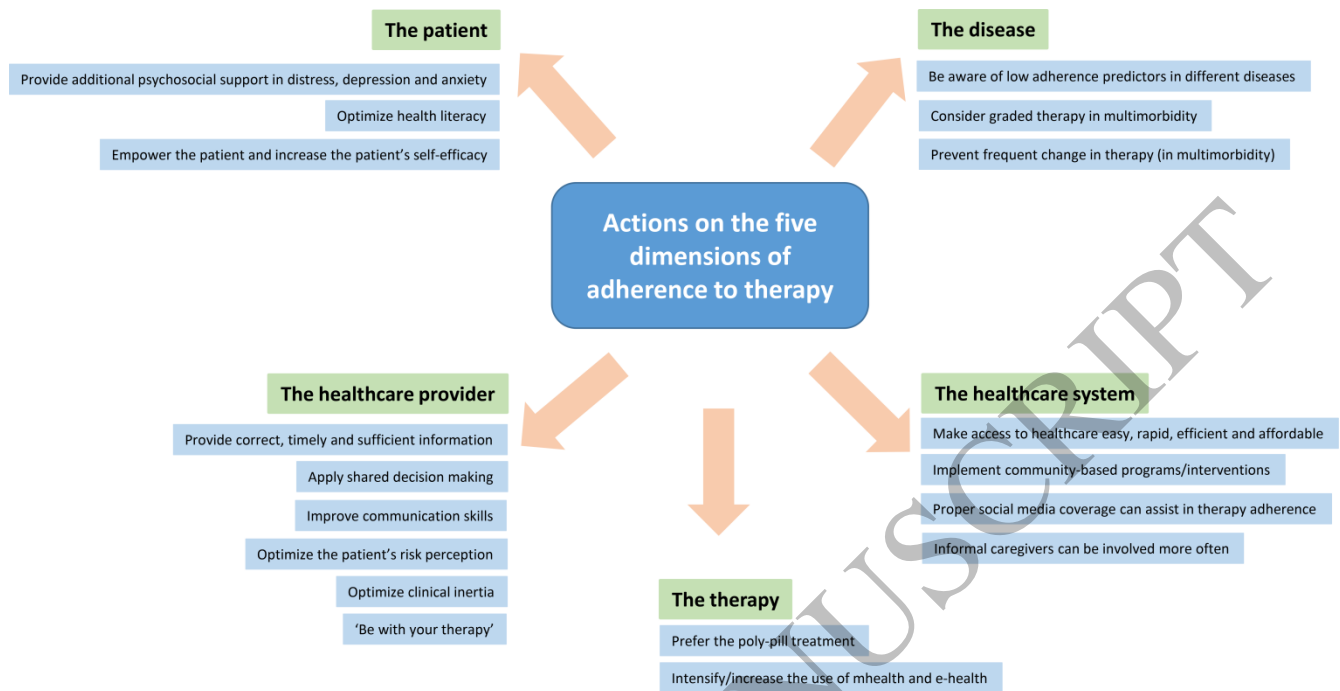 The patient
Provide additional psychosocial support in distress, depression and anxiety
Optimize health literacy
Empower the patient and increase the patient's self-efficacy
The disease
Be aware of low adherence predictors in different diseases
Consider graded therapy in multimorbidity
Prevent frequent change in therapy (in multimorbidity)
Actions on the five
dimensions of
adherence to therapy
The healthcare provider
Provide correct, timely and sufficient information
Apply shared decision making
Improve communication skills
Optimize the patient's risk perception
Optimize clinical inertia
‘Be with your therapy’
The healthcare system
Make access to healthcare easy, rapid, efficient and affordable
Implement community-based programs/interventions
Proper social media coverage can assist in therapy adherence
Informal caregivers can be involved more often
The therapy
Prefer the poly-pill treatment
Intensify/increase the use of mhealth and e-health
NUSCRIPT